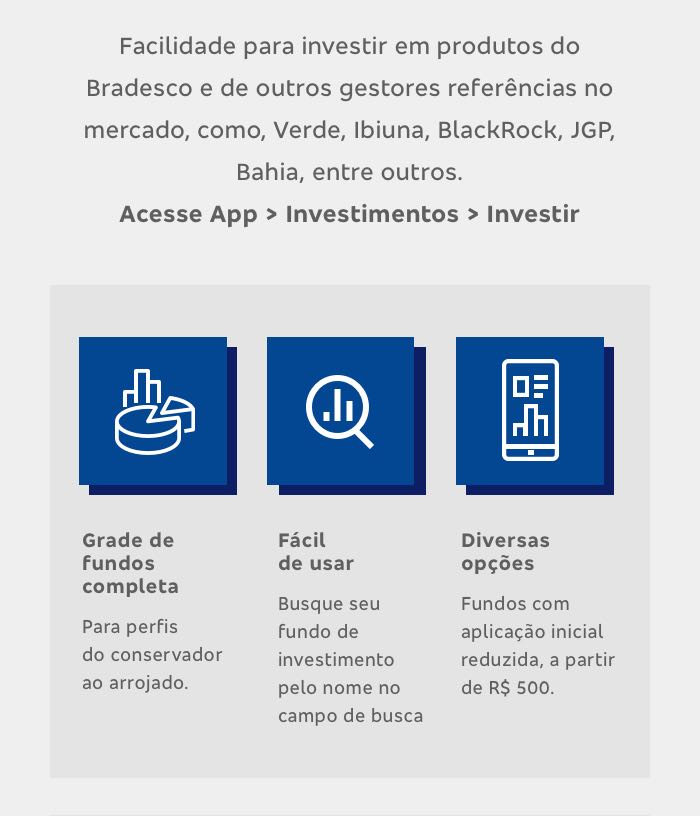 Facilidade para investir em produtos do
Bradesco e de outros gestores referências no
mercado, como, Verde, Ibiuna, BlackRock, JGP,
Bahia, entre outros.
Acesse App > Investimentos > Investir
Grade de
fundos
completa
Para perfis
do conservador
ao arrojado.
Fácil
de usar
Busque seu
fundo de
investimento
pelo nome no
campo de busca
Diversas
opções
Fundos com
aplicação inicial
reduzida, a partir
de R$ 500.